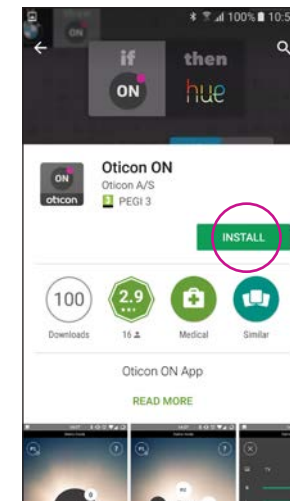 100% 10:5
if then
ON hue
Oticon ON
Oticon A/S
3 PEGI 3
ON
oticon
INSTALL
100 2.9
Downloads 16 Medical Similar
Oticon ON App
READ MORE